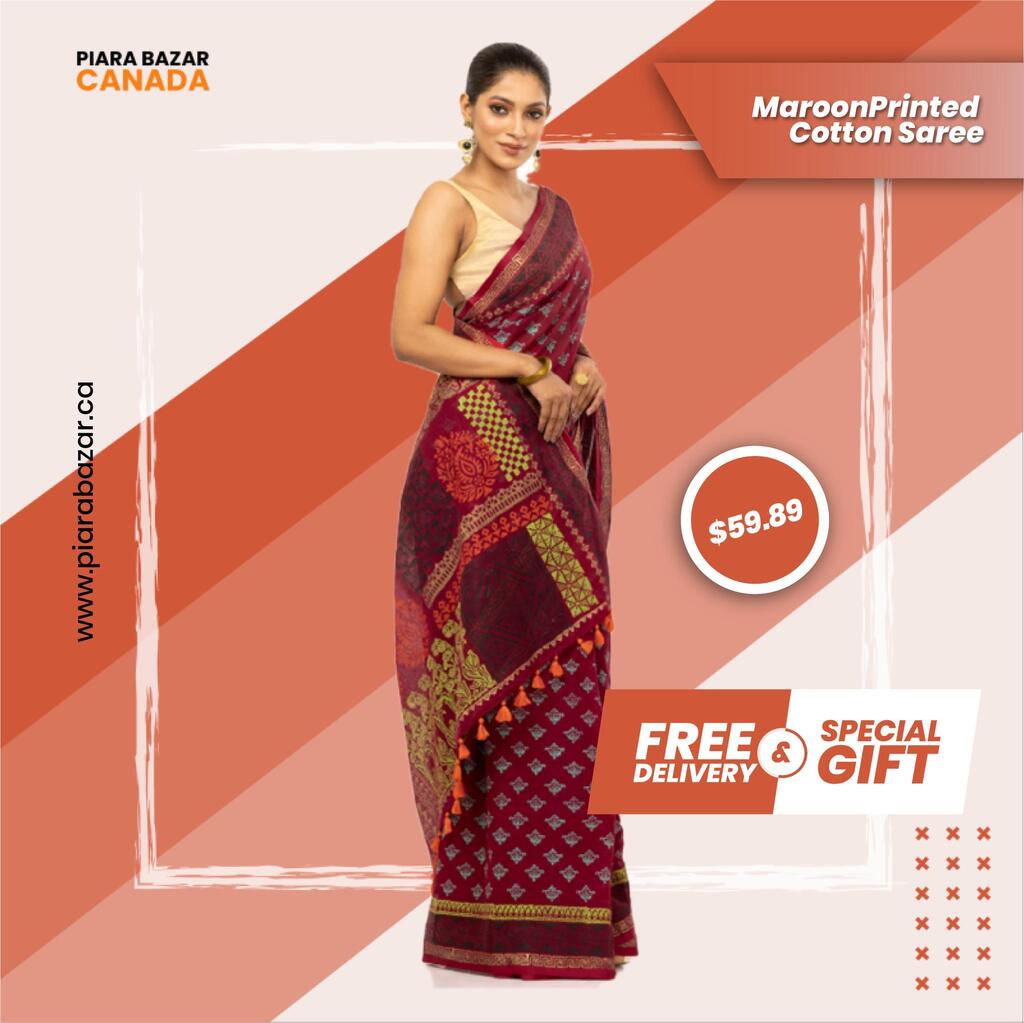 PIARA BAZAR
CANADA
MaroonPrinted
Cotton Saree
www.piarabazar.ca
$59.89
FREE
DELIVERY
&
SPECIAL
GIFT